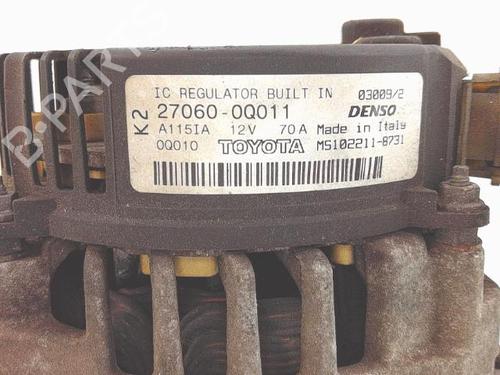 IC REGULATOR BUILT IN 03009/2
K2 27060-0Q011 DENSO
A115IA 12V 70A Made in Italy
0Q010 TOYOTA MS102211-8731